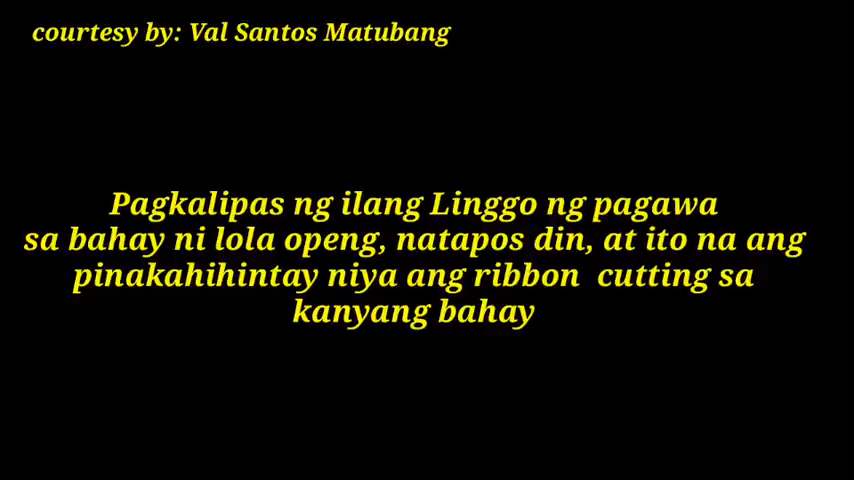 courtesy by: Val Santos Matubang
Pagkalipas ng ilang Linggo ng pagawa
sa bahay ni lola openg, natapos din, at ito na ang
pinakahihintay niya ang ribbon cutting sa
kanyang bahay